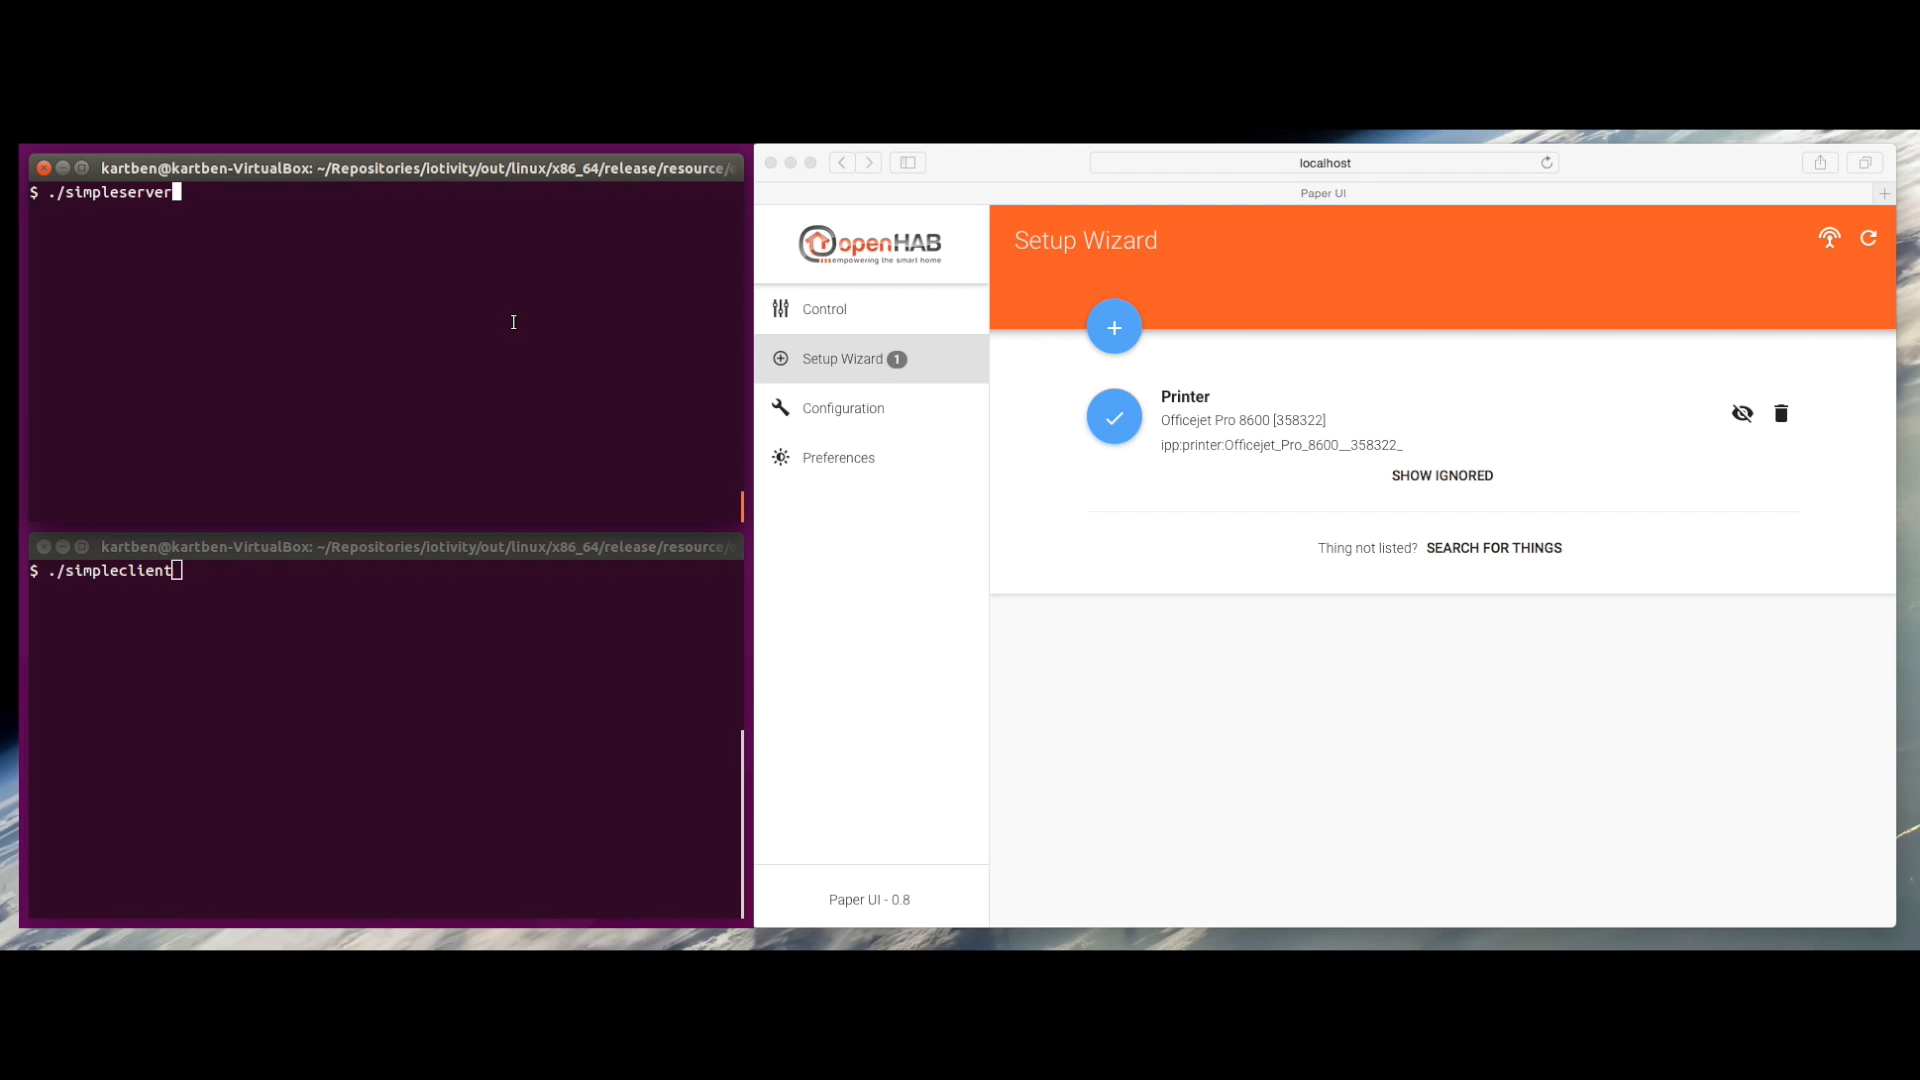 kartben@kartben-VirtualBox: ~/Repositories/iotivity/out/linux/x86_64/release/resource/
$ ./simpleserver
kartben@kartben-VirtualBox: ~/Repositories/iotivity/out/linux/x86_64/release/resource/
$ ./simpleclient
localhost
Paper UI
openHAB
empowering the smart home
Control
Setup Wizard 1
Configuration
Preferences
Paper UI - 0.8
Setup Wizard
Printer
Officejet Pro 8600 [358322]
ipp:printer:Officejet_Pro_8600__358322_
SHOW IGNORED
Thing not listed? SEARCH FOR THINGS